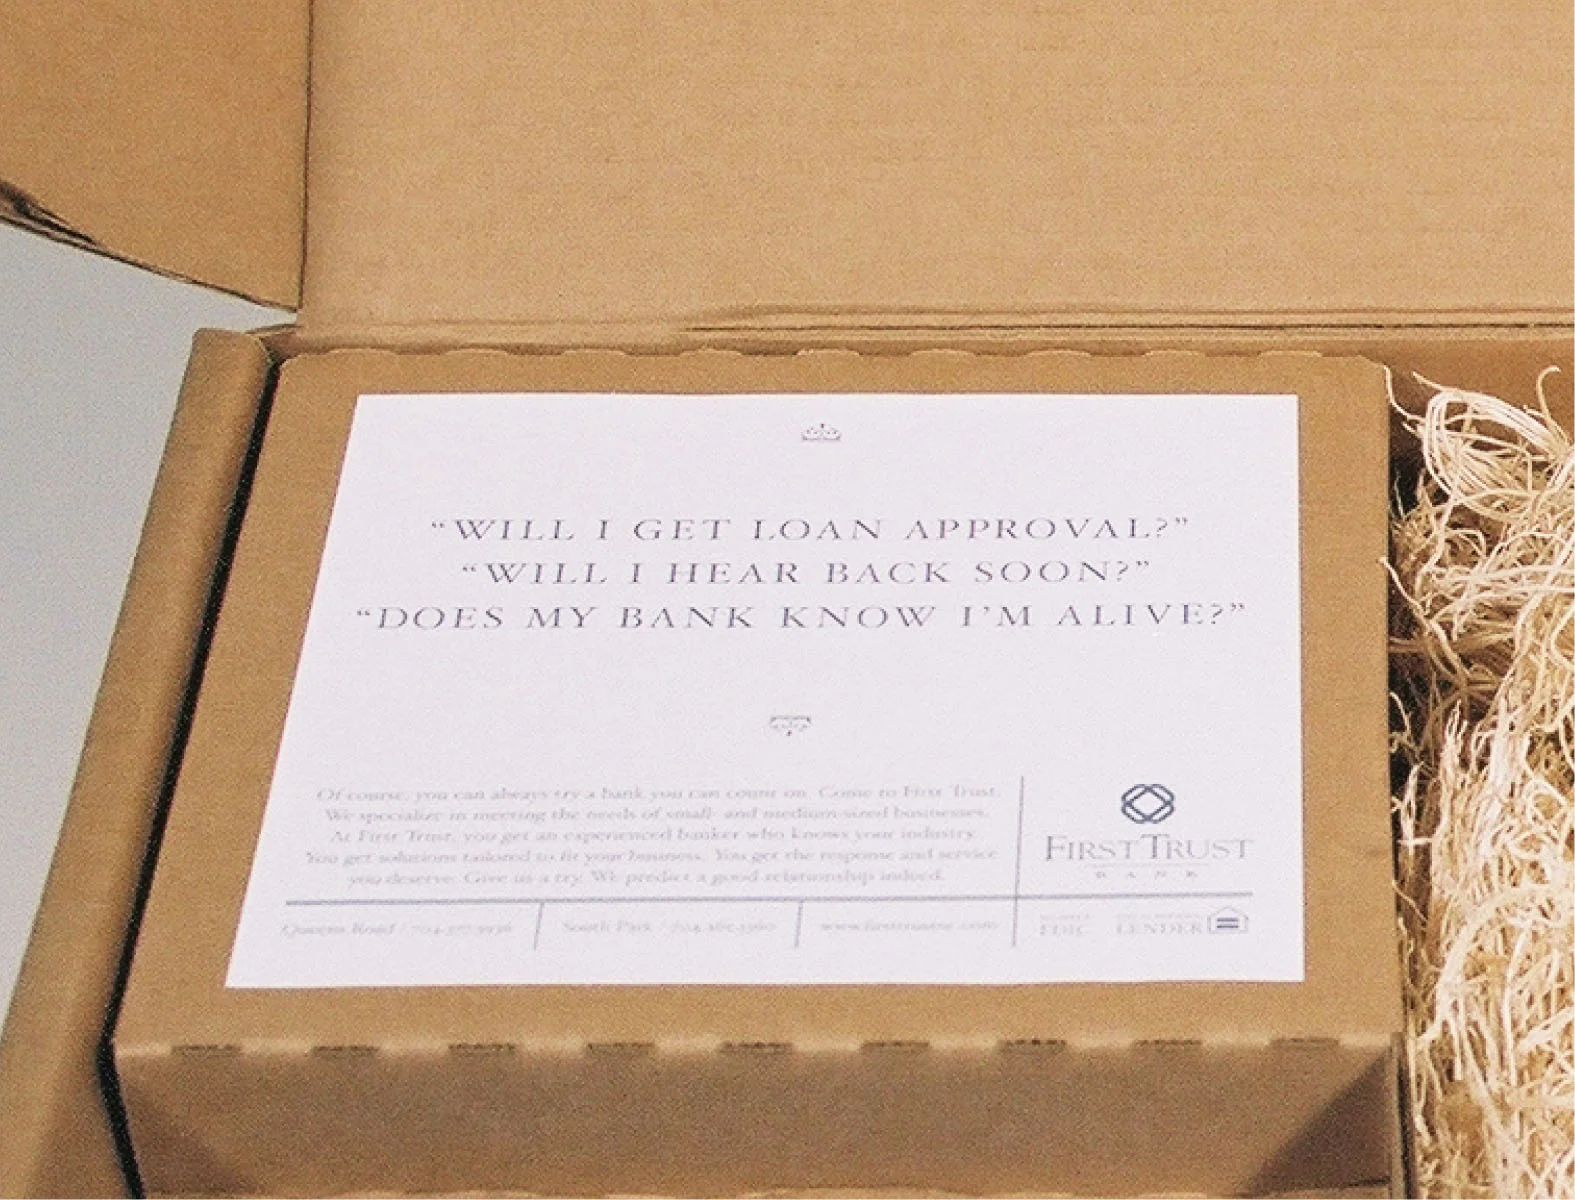 “WILL I GET LOAN APPROVAL?”
“WILL I HEAR BACK SOON?”
“DOES MY BANK KNOW I’M ALIVE?”
Of course, you can always try a bank you can count on. Come to First Trust.
We specialize in meeting the needs of small- and medium-sized businesses.
At First Trust, you get an experienced banker who knows your industry.
You get solutions tailored to fit your business. You get the response and service
you deserve. Give us a try. We predict a good relationship indeed.
FIRST TRUST
BANK
Queens Road /
South Park /
FDIC
LENDER